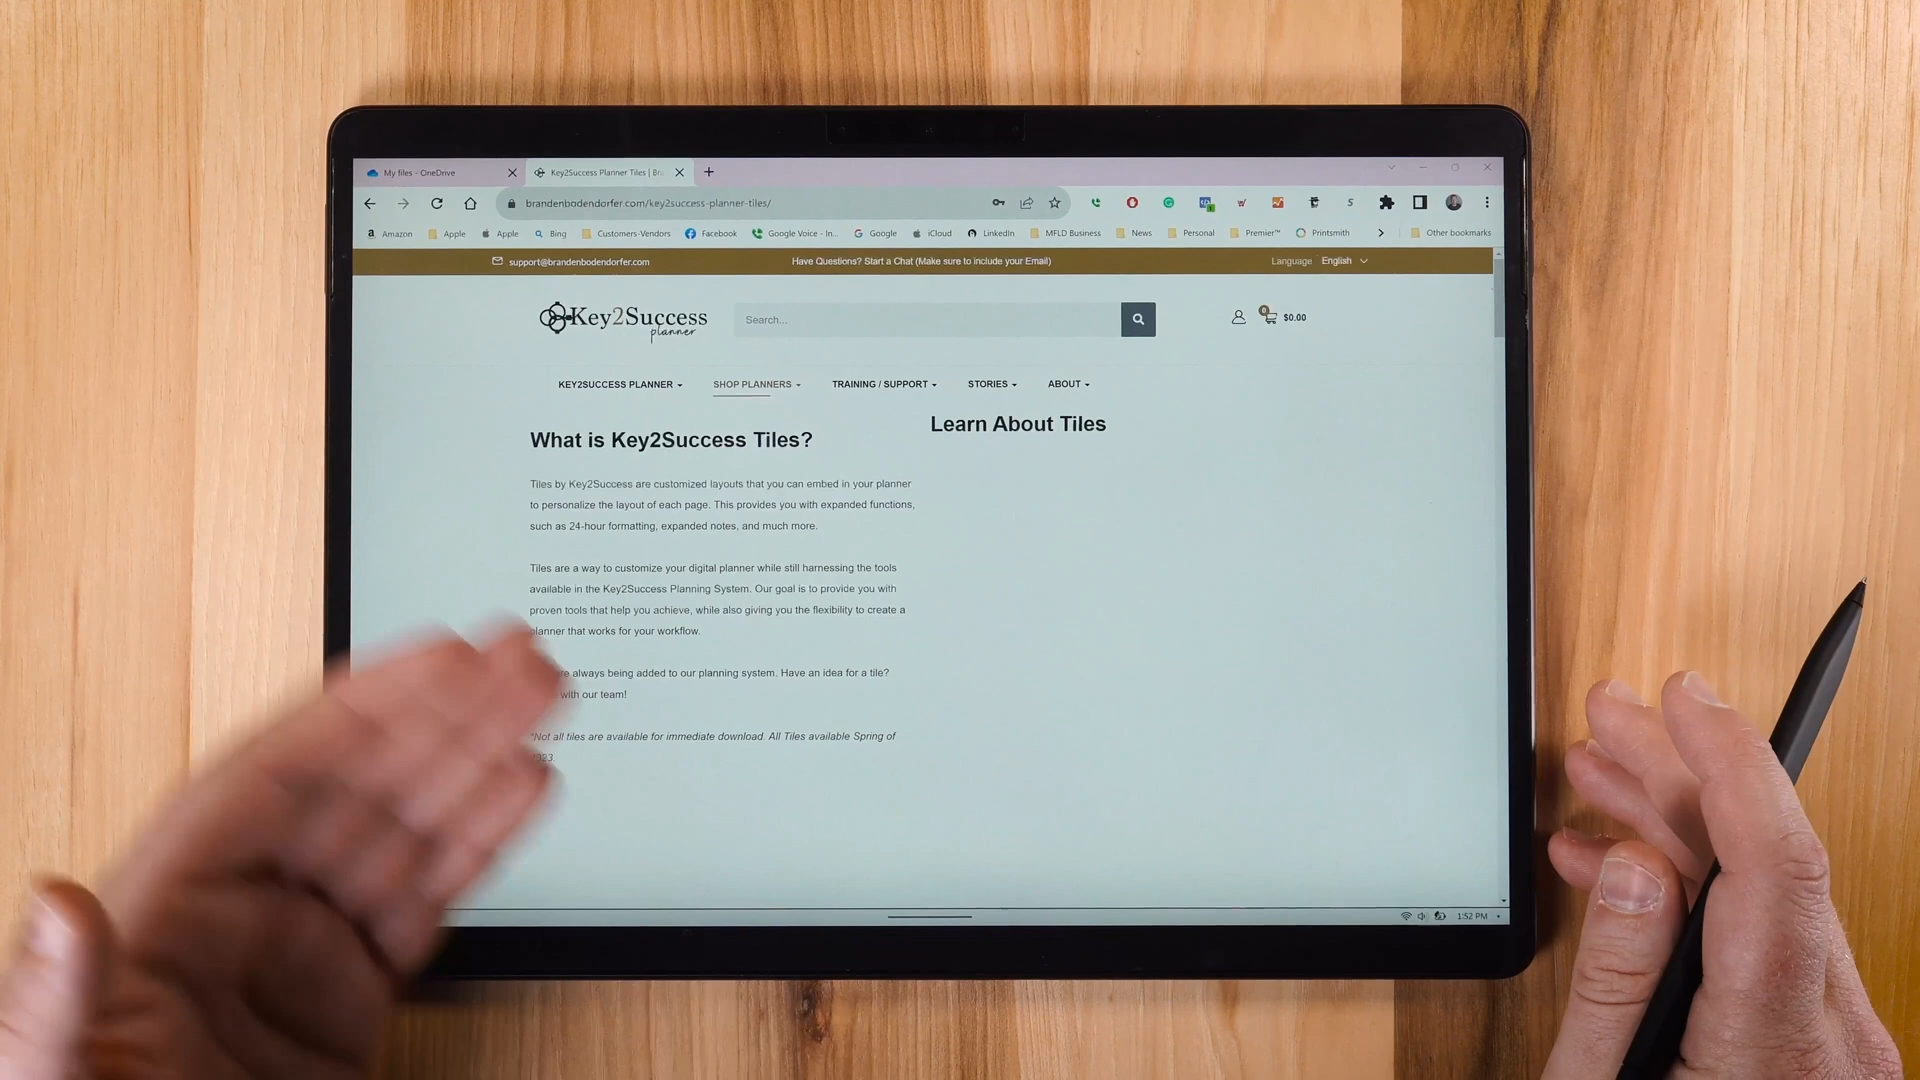 My files - OneDrive
Key2Success Planner Tiles | Br
brandenbodendorfer.com/key2success-planner-tiles/
Amazon Apple Apple Bing Customers-Vendors Facebook Google Voice - In... Google iCloud LinkedIn MFLD Business News Personal Premier™ Printsmith Other bookmarks
support@brandenbodendorfer.com Have Questions? Start a Chat (Make sure to include your Email) Language English
Key2Success
planner
Search...
0 $0.00
KEY2SUCCESS PLANNER SHOP PLANNERS TRAINING / SUPPORT STORIES ABOUT
What is Key2Success Tiles?
Tiles by Key2Success are customized layouts that you can embed in your planner
to personalize the layout of each page. This provides you with expanded functions,
such as 24-hour formatting, expanded notes, and much more.
Tiles are a way to customize your digital planner while still harnessing the tools
available in the Key2Success Planning System. Our goal is to provide you with
proven tools that help you achieve, while also giving you the flexibility to create a
planner that works for your workflow.
always being added to our planning system. Have an idea for a tile?
with our team!
*Not all tiles are available for immediate download. All Tiles available Spring of
2023.
Learn About Tiles
1:52 PM